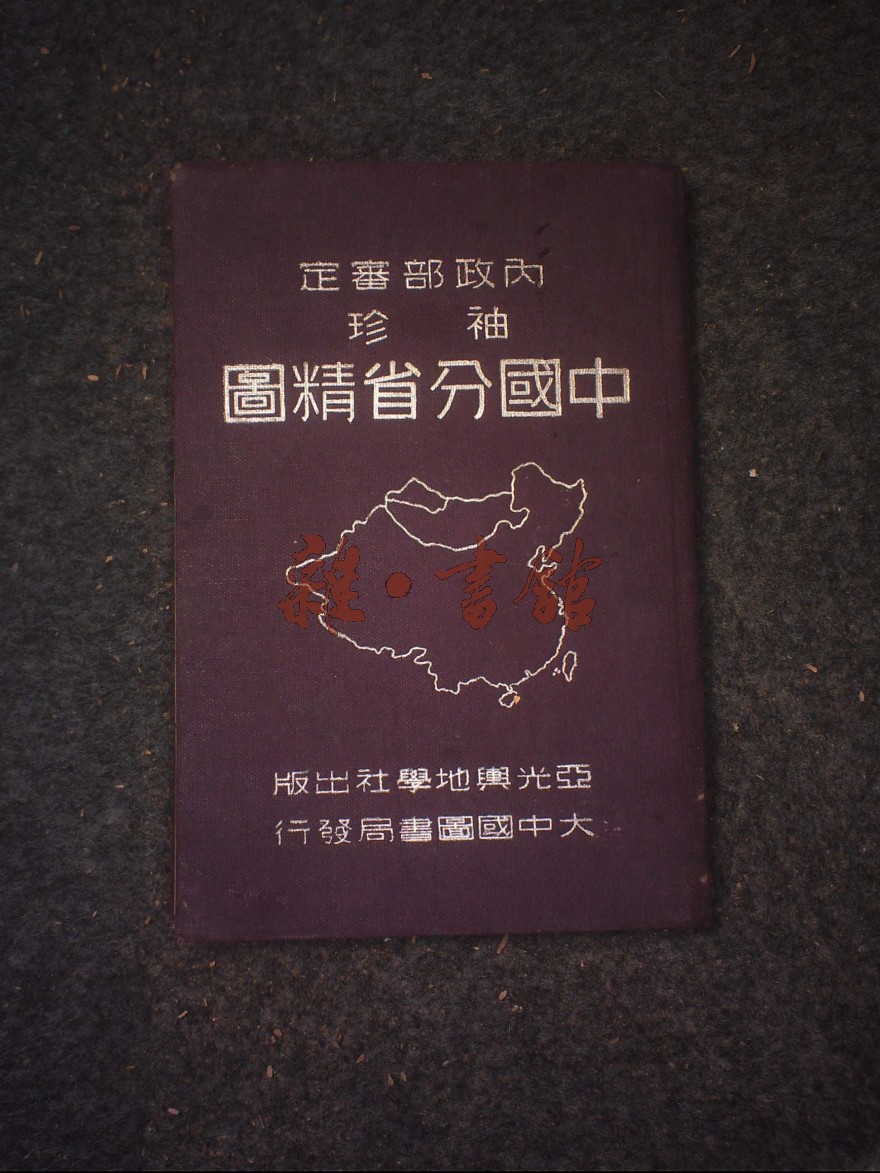 內政部審定
袖珍
中國分省精圖
雜·書館
亞光輿地學社出版
大中國圖書局發行